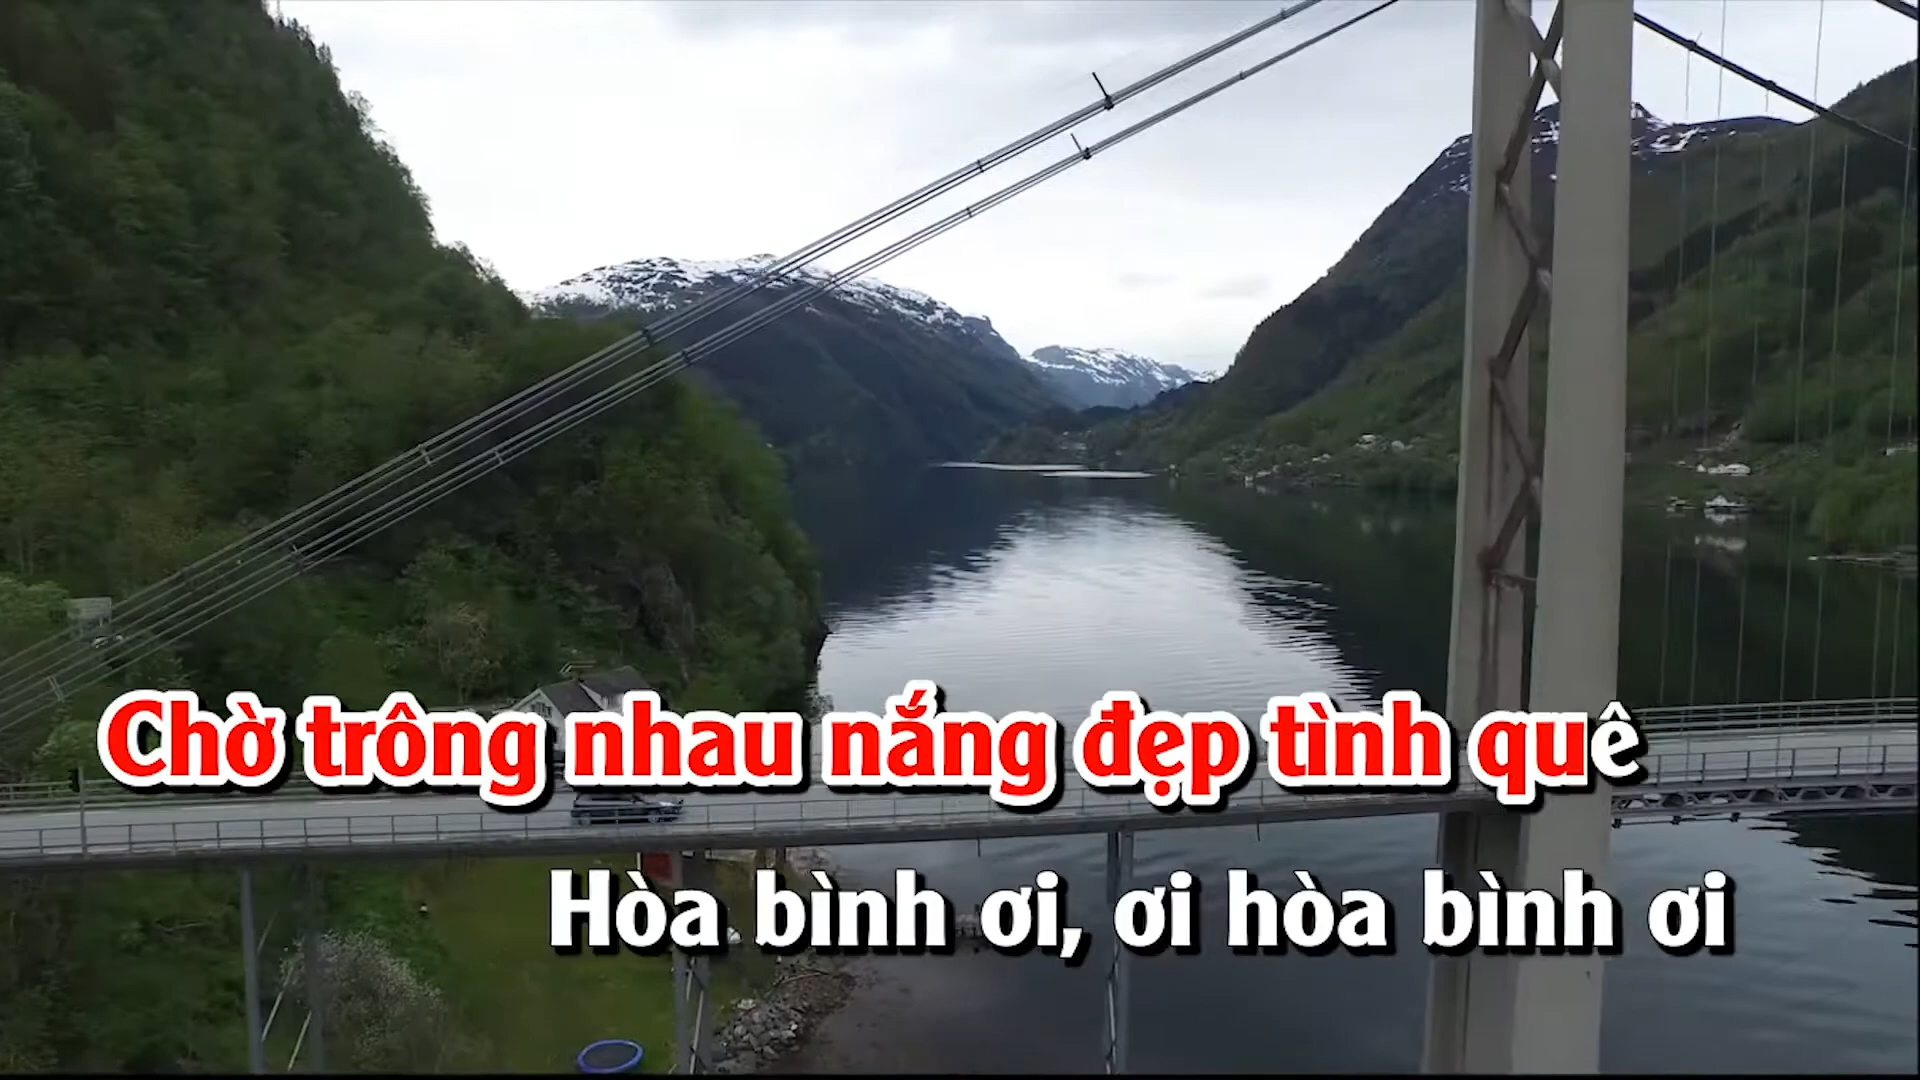 Chờ trông nhau nắng đẹp tình quê
Hòa bình ơi, ơi hòa bình ơi